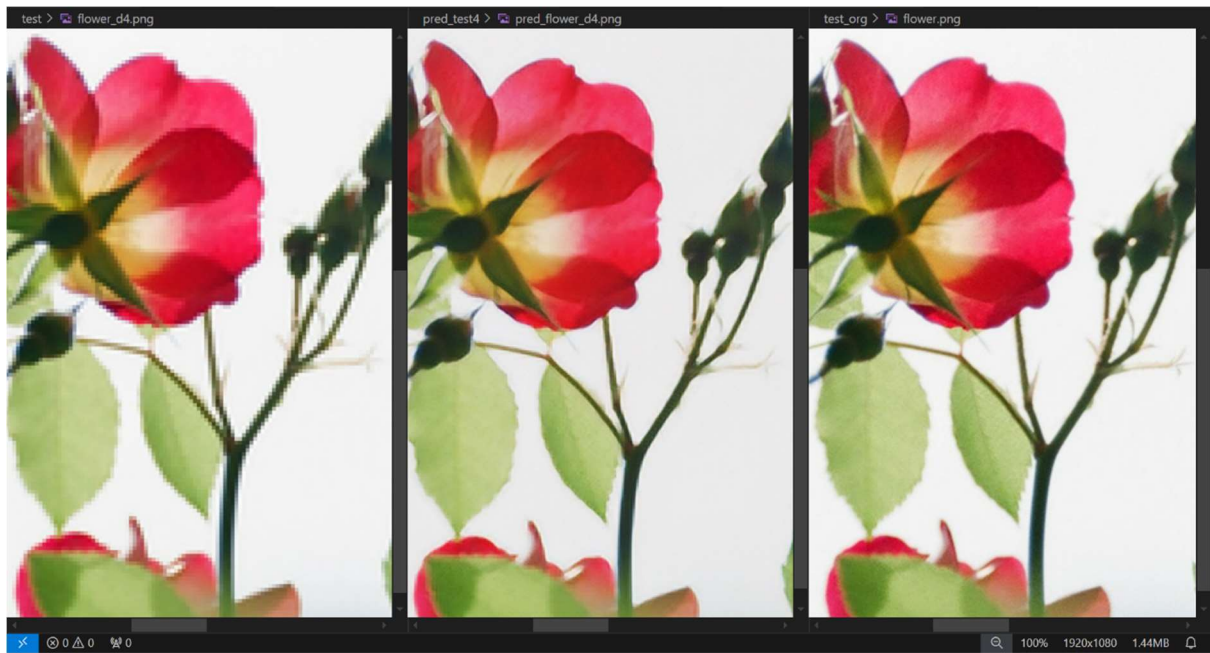 test > flower_d4.png
pred_test4 > pred_flower_d4.png
test_org > flower.png
0 0 0
100% 1920x1080 1.44MB